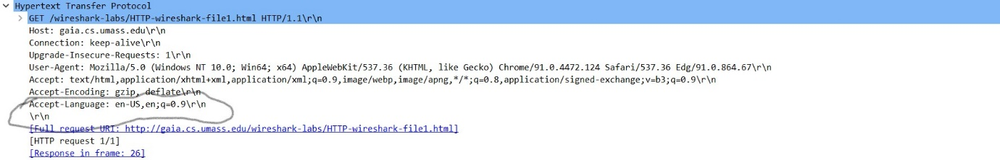 Hypertext Transfer Protocol
GET /wireshark-labs/HTTP-wireshark-file1.html HTTP/1.1\r\n
Host: gaia.cs.umass.edu\r\n
Connection: keep-alive\r\n
Upgrade-Insecure-Requests: 1\r\n
User-Agent: Mozilla/5.0 (Windows NT 10.0; Win64; x64) AppleWebKit/537.36 (KHTML, like Gecko) Chrome/91.0.4472.124 Safari/537.36 Edg/91.0.864.67\r\n
Accept: text/html,application/xhtml+xml,application/xml;q=0.9,image/webp,image/apng,*/*;q=0.8,application/signed-exchange;v=b3;q=0.9\r\n
Accept-Encoding: gzip, deflate\r\n
Accept-Language: en-US,en;q=0.9\r\n
\r\n
[Full request URI: http://gaia.cs.umass.edu/wireshark-labs/HTTP-wireshark-file1.html]
[HTTP request 1/1]
[Response in frame: 26]